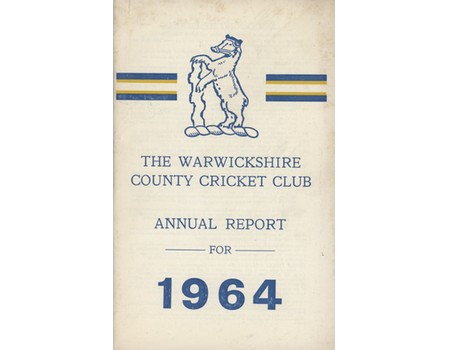 THE WARWICKSHIRE
COUNTY CRICKET CLUB
ANNUAL REPORT
FOR
1964